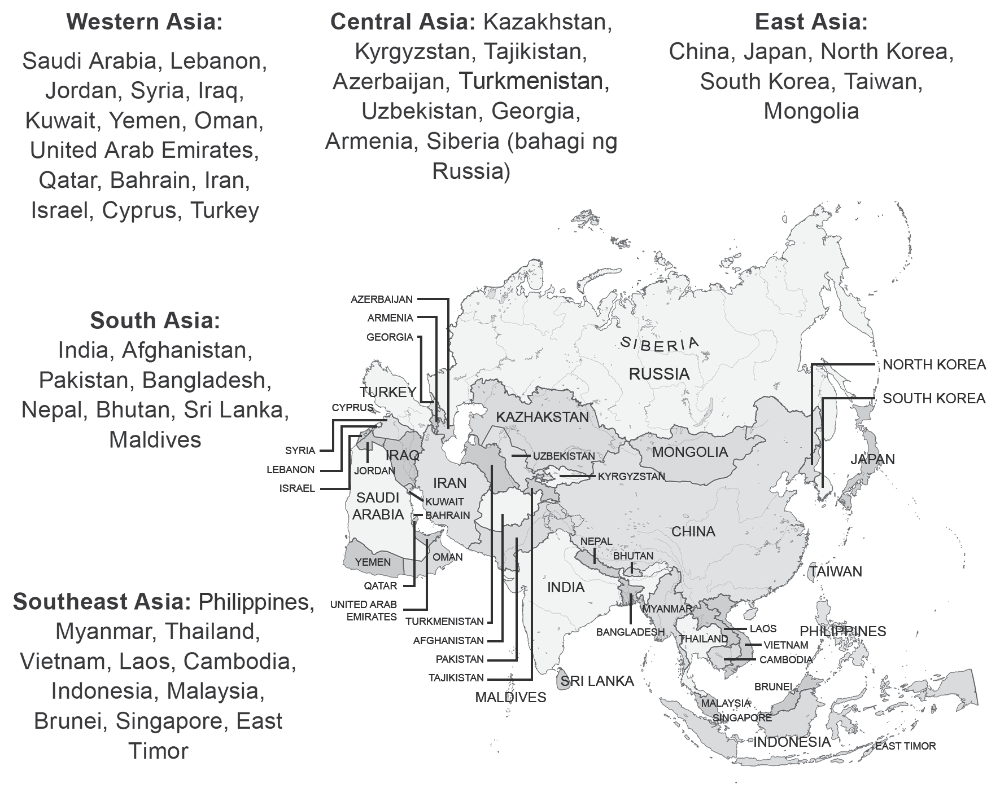 Western Asia:
Saudi Arabia, Lebanon,
Jordan, Syria, Iraq,
Kuwait, Yemen, Oman,
United Arab Emirates,
Qatar, Bahrain, Iran,
Israel, Cyprus, Turkey
Central Asia: Kazakhstan,
Kyrgyzstan, Tajikistan,
Azerbaijan, Turkmenistan,
Uzbekistan, Georgia,
Armenia, Siberia (bahagi ng
Russia)
East Asia:
China, Japan, North Korea,
South Korea, Taiwan,
Mongolia
South Asia:
India, Afghanistan,
Pakistan, Bangladesh,
Nepal, Bhutan, Sri Lanka,
Maldives
Southeast Asia: Philippines,
Myanmar, Thailand,
Vietnam, Laos, Cambodia,
Indonesia, Malaysia,
Brunei, Singapore, East
Timor
AZERBAIJAN
ARMENIA
GEORGIA
SIBERIA
RUSSIA
NORTH KOREA
SOUTH KOREA
TURKEY
CYPRUS
KAZHAKSTAN
SYRIA
LEBANON
ISRAEL
JORDAN
IRAQ
UZBEKISTAN
MONGOLIA
JAPAN
KYRGYZSTAN
IRAN
SAUDI
ARABIA
KUWAIT
BAHRAIN
CHINA
NEPAL
BHUTAN
YEMEN
OMAN
TAIWAN
QATAR
INDIA
UNITED ARAB
EMIRATES
TURKMENISTAN
AFGHANISTAN
PAKISTAN
TAJIKISTAN
MYANMAR
BANGLADESH
LAOS
PHILIPPINES
THAILAND
VIETNAM
CAMBODIA
SRI LANKA
MALDIVES
BRUNEI
MALAYSIA
SINGAPORE
INDONESIA
EAST TIMOR